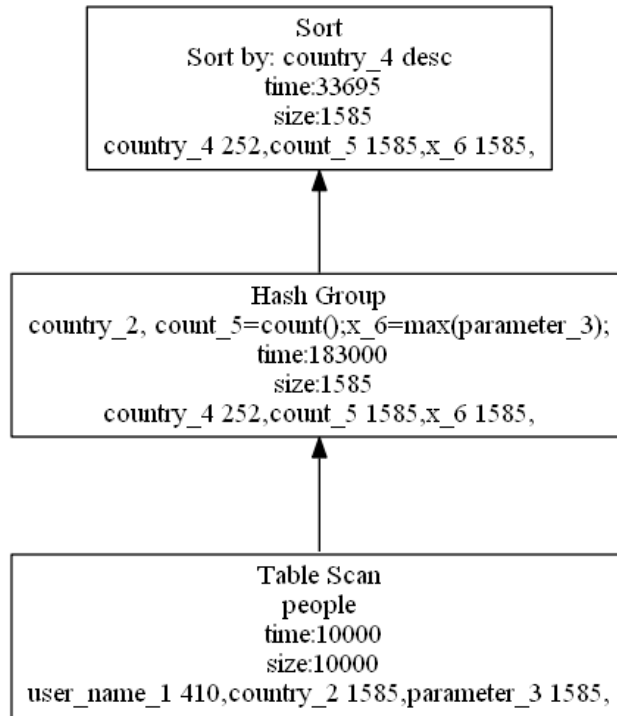 Sort
Sort by: country_4 desc
time:33695
size:1585
country_4 252,count_5 1585,x_6 1585,
Hash Group
country_2, count_5=count();x_6=max(parameter_3);
time:183000
size:1585
country_4 252,count_5 1585,x_6 1585,
Table Scan
people
time:10000
size:10000
user_name_1 410,country_2 1585,parameter_3 1585,